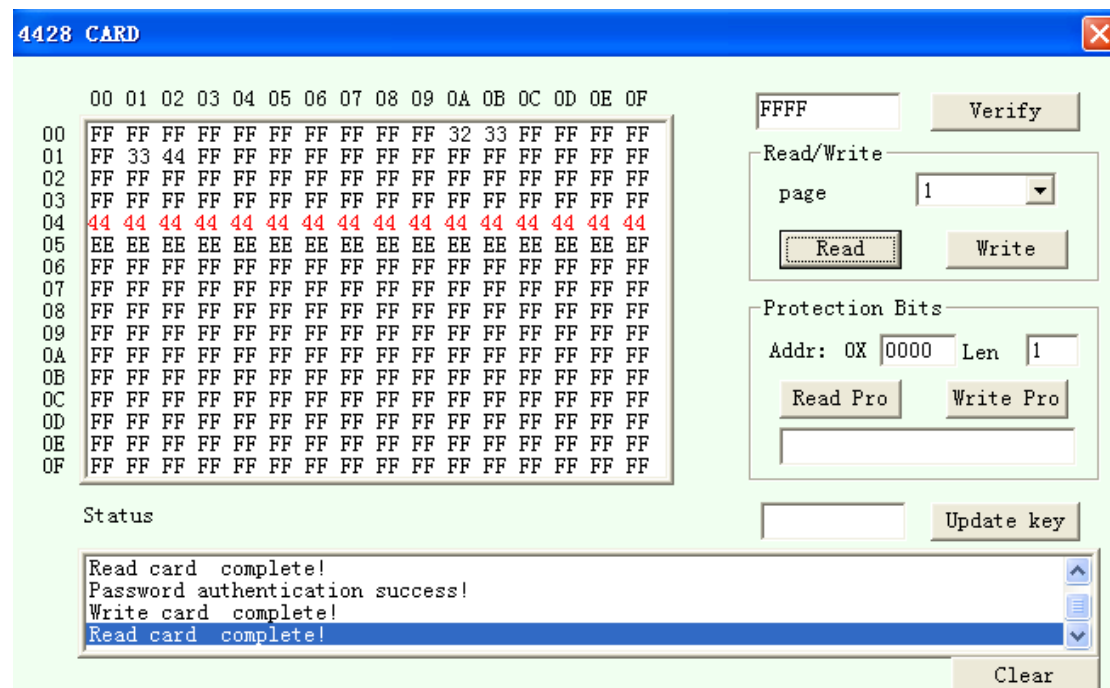 4428 CARD
00 01 02 03 04 05 06 07 08 09 0A 0B 0C 0D 0E 0F
00 FF FF FF FF FF FF FF FF FF FF 32 33 FF FF FF FF
01 FF 33 44 FF FF FF FF FF FF FF FF FF FF FF FF FF
02 FF FF FF FF FF FF FF FF FF FF FF FF FF FF FF FF
03 FF FF FF FF FF FF FF FF FF FF FF FF FF FF FF FF
04 44 44 44 44 44 44 44 44 44 44 44 44 44 44 44 44
05 EE EE EE EE EE EE EE EE EE EE EE EE EE EE EE EF
06 FF FF FF FF FF FF FF FF FF FF FF FF FF FF FF FF
07 FF FF FF FF FF FF FF FF FF FF FF FF FF FF FF FF
08 FF FF FF FF FF FF FF FF FF FF FF FF FF FF FF FF
09 FF FF FF FF FF FF FF FF FF FF FF FF FF FF FF FF
0A FF FF FF FF FF FF FF FF FF FF FF FF FF FF FF FF
0B FF FF FF FF FF FF FF FF FF FF FF FF FF FF FF FF
0C FF FF FF FF FF FF FF FF FF FF FF FF FF FF FF FF
0D FF FF FF FF FF FF FF FF FF FF FF FF FF FF FF FF
0E FF FF FF FF FF FF FF FF FF FF FF FF FF FF FF FF
0F FF FF FF FF FF FF FF FF FF FF FF FF FF FF FF FF
FFFF Verify
Read/Write
page 1
Read Write
Protection Bits
Addr: 0X 0000 Len 1
Read Pro Write Pro
Update key
Status
Read card complete!
Password authentication success!
Write card complete!
Read card complete!
Clear